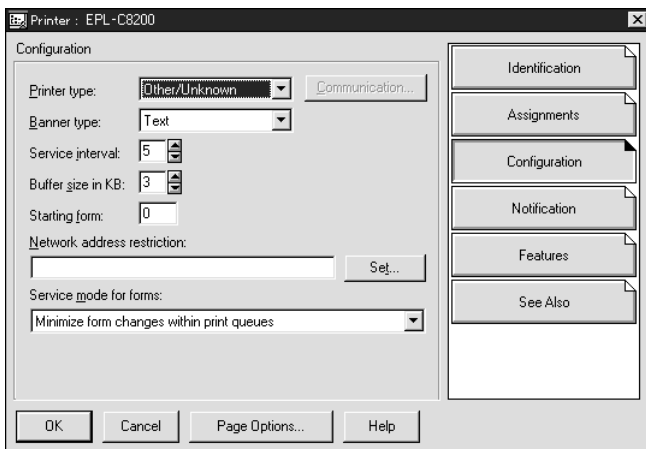 Printer : EPL-C8200
Configuration
Printer type: Other/Unknown Communication...
Banner type: Text
Service interval: 5
Buffer size in KB: 3
Starting form: 0
Network address restriction:
Set...
Service mode for forms:
Minimize form changes within print queues
OK Cancel Page Options... Help
Identification
Assignments
Configuration
Notification
Features
See Also